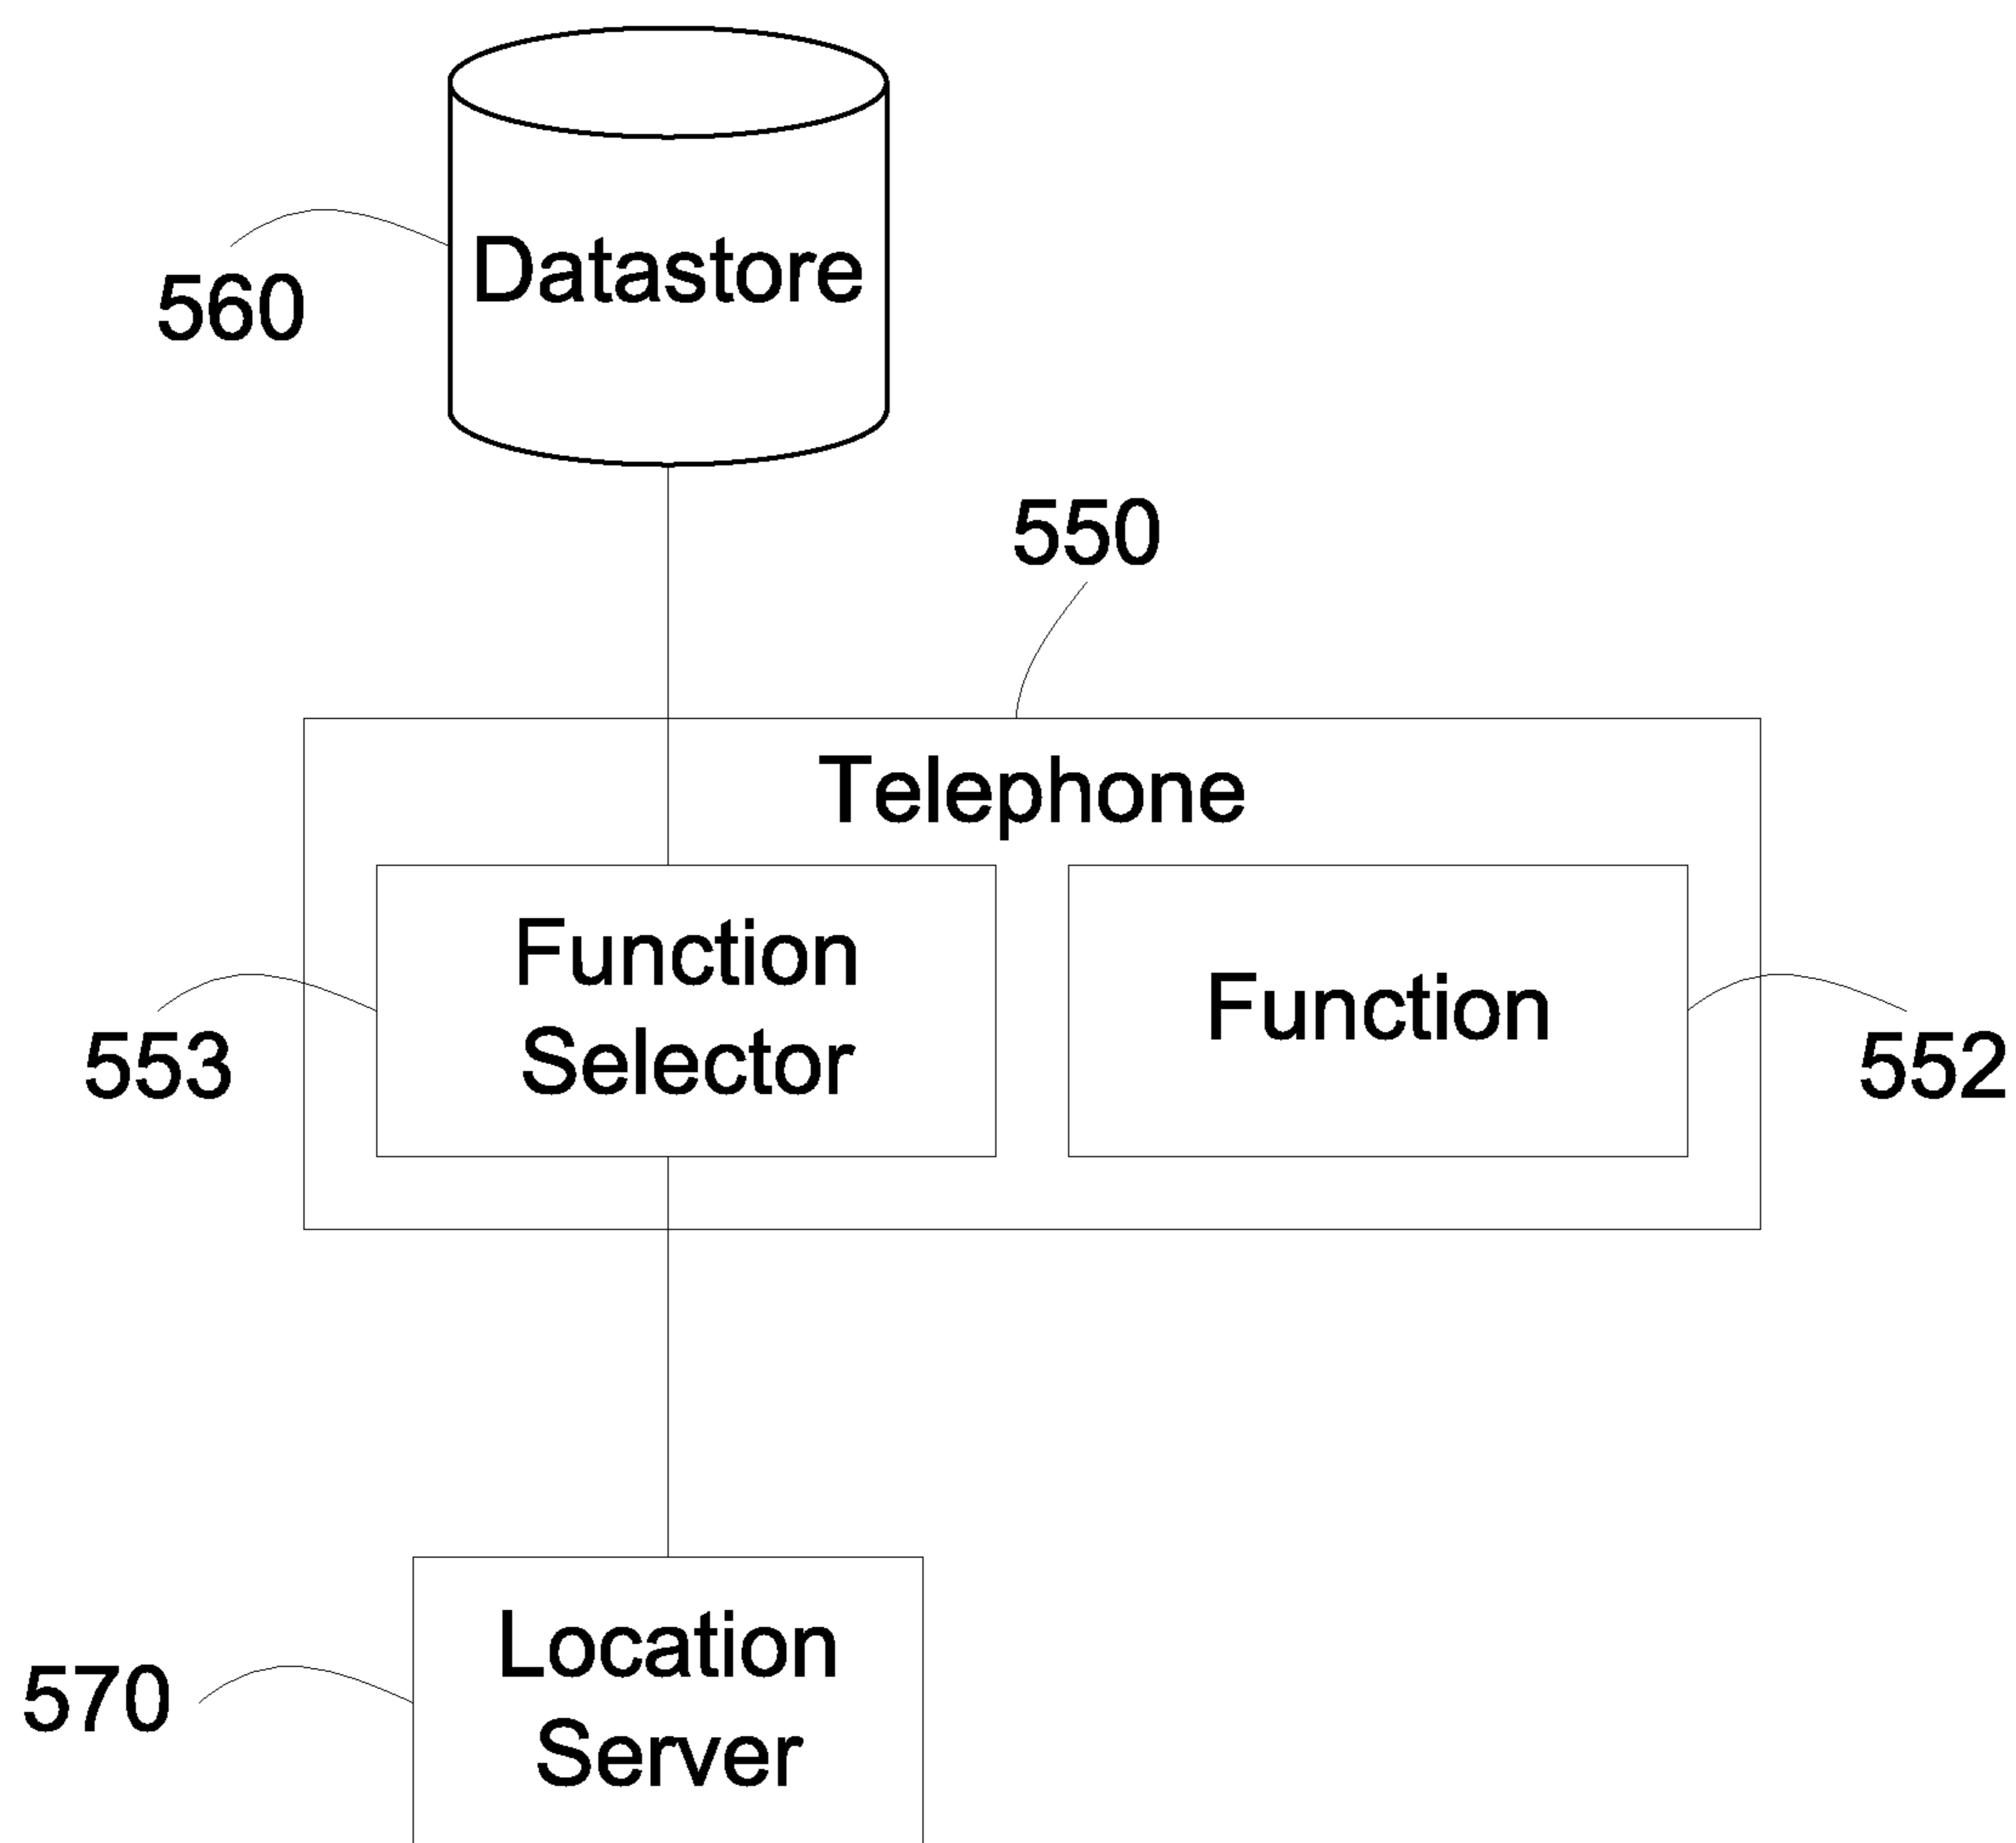 Datastore
560
550
Telephone
Function
Selector
Function
553
552
Location
Server
570